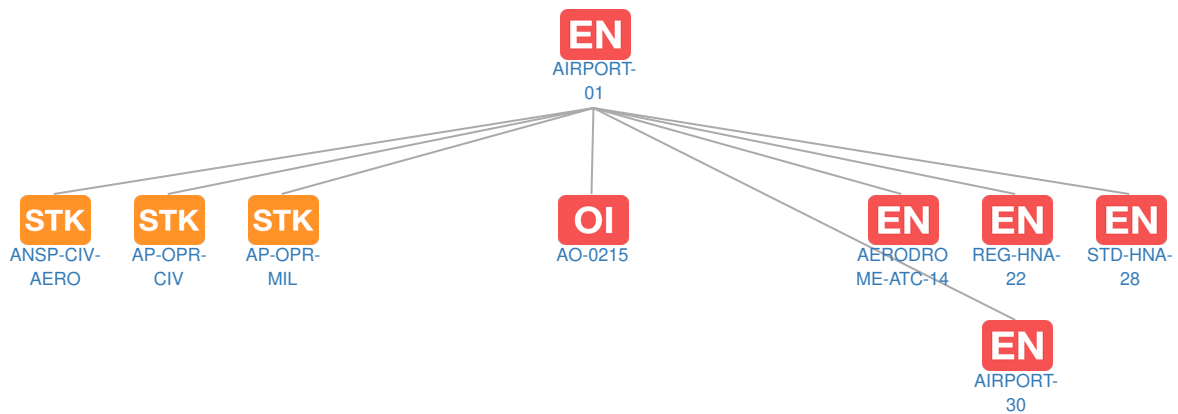 EN
AIRPORT-
01
STK
ANSP-CIV-
AERO
STK
AP-OPR-
CIV
STK
AP-OPR-
MIL
OI
AO-0215
EN
AERODRO
ME-ATC-14
EN
REG-HNA-
22
EN
STD-HNA-
28
EN
AIRPORT-
30